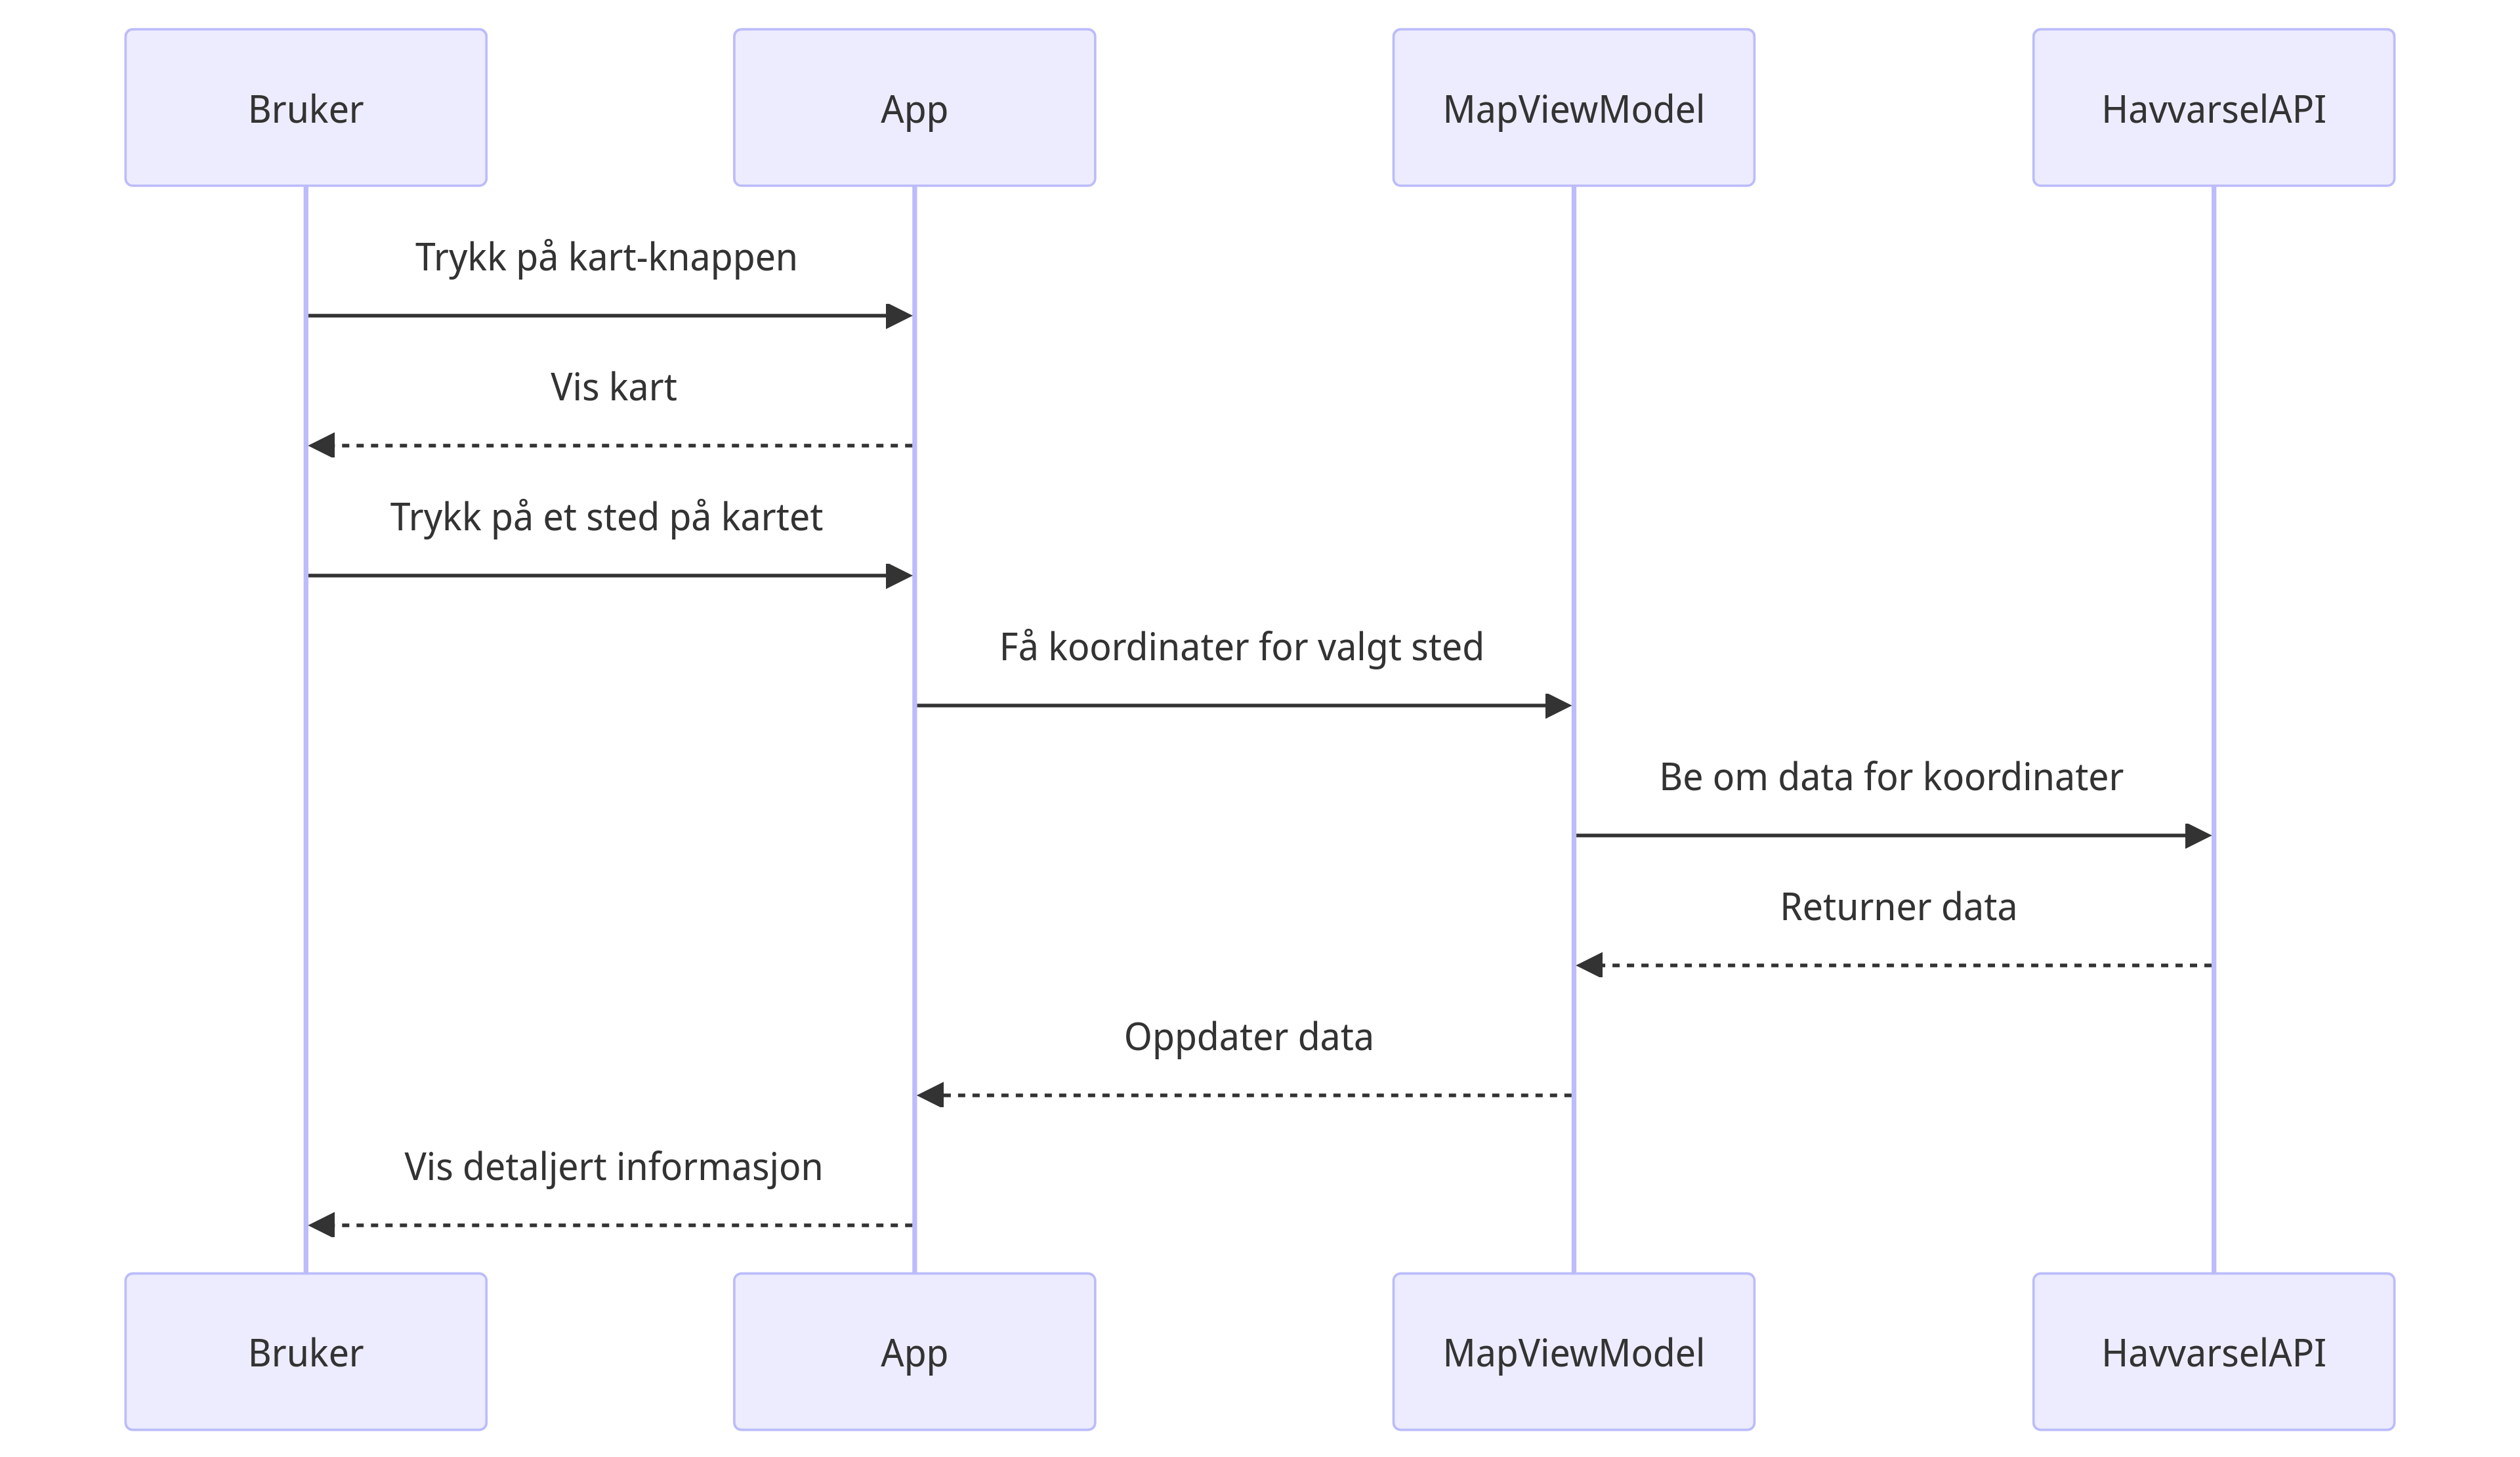 Bruker
App
MapViewModel
HavvarselAPI
Trykk på kart-knappen
Vis kart
Trykk på et sted på kartet
Få koordinater for valgt sted
Be om data for koordinater
Returner data
Oppdater data
Vis detaljert informasjon
Bruker
App
MapViewModel
HavvarselAPI